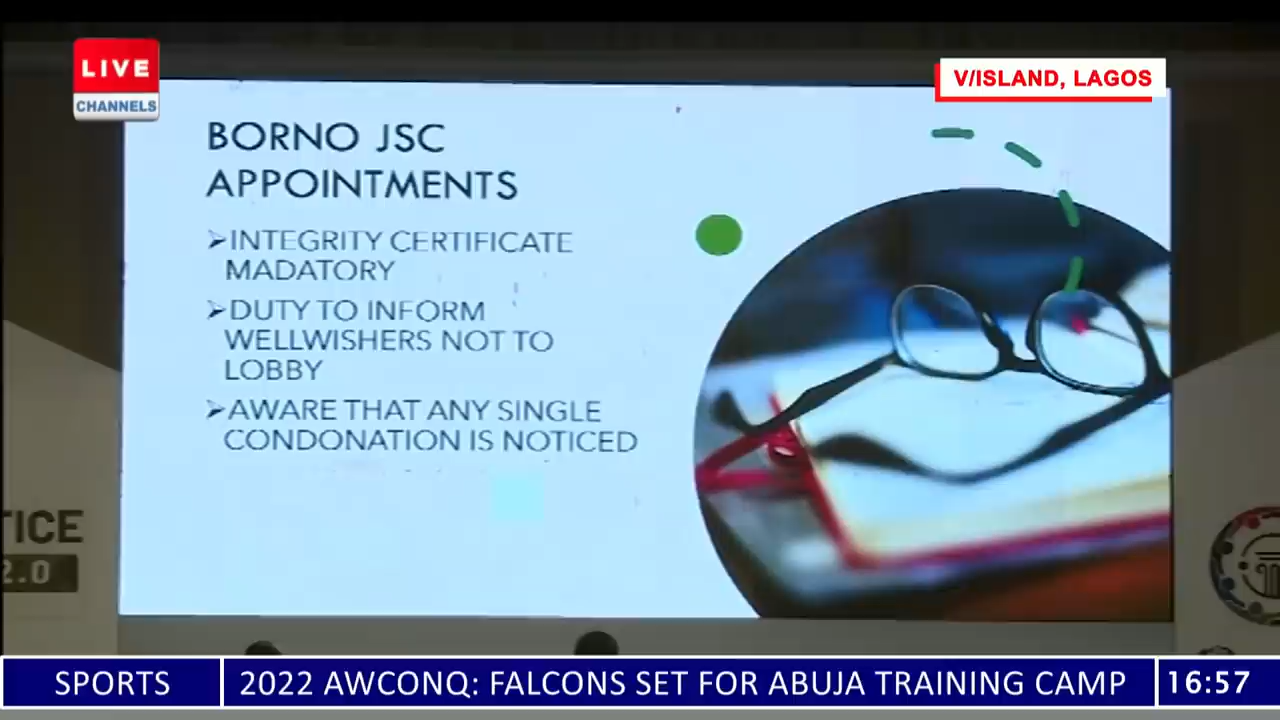 LIVE
CHANNELS
V/ISLAND, LAGOS
BORNO JSC
APPOINTMENTS
➢INTEGRITY CERTIFICATE
MADATORY
➢DUTY TO INFORM
WELLWISHERS NOT TO
LOBBY
➢AWARE THAT ANY SINGLE
CONDONATION IS NOTICED
TICE
2.0
SPORTS
2022 AWCONQ: FALCONS SET FOR ABUJA TRAINING CAMP
16:57